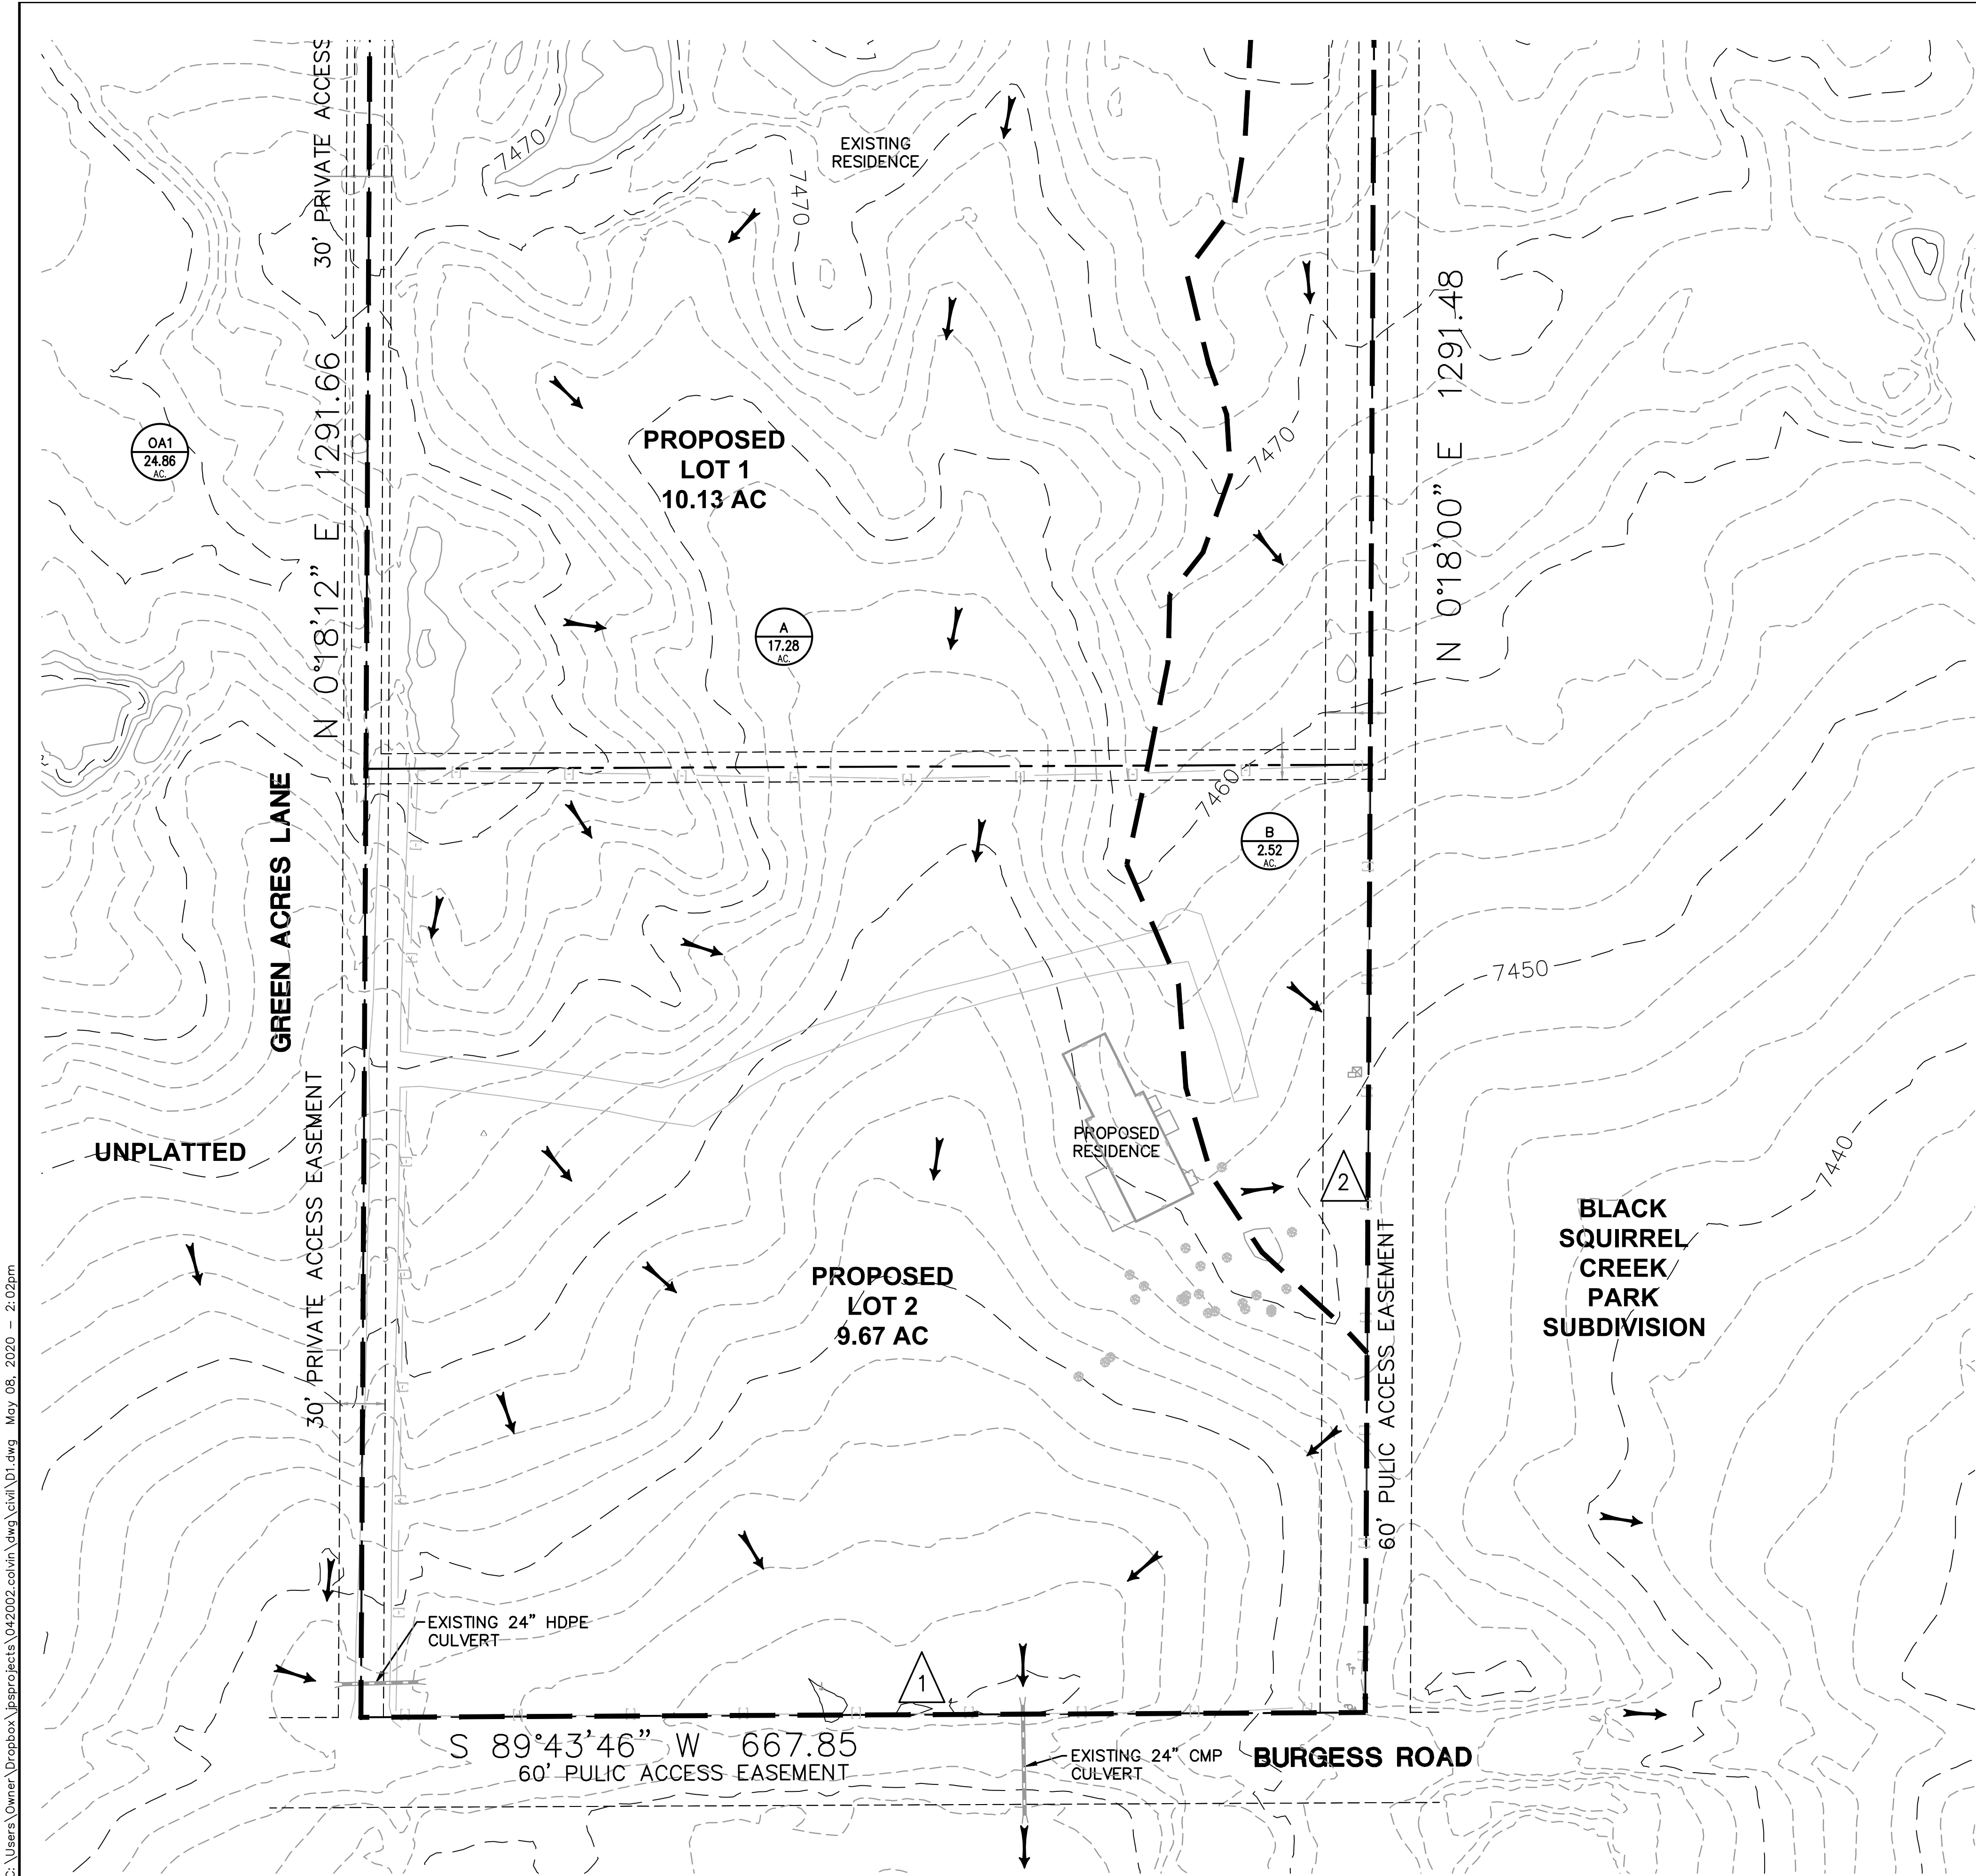 30' PRIVATE ACCESS
7470
EXISTING
RESIDENCE
7470
N 0°18'12" E 1291.66
N 0°18'00" E 1291.48
OA1
24.86
AC.
PROPOSED
LOT 1
10.13 AC
7470
A
17.28
AC.
7460
B
2.52
AC.
GREEN ACRES LANE
7450
UNPLATTED
30' PRIVATE ACCESS EASEMENT
PROPOSED
RESIDENCE
2
7440
BLACK
SQUIRREL
CREEK
PARK
SUBDIVISION
PROPOSED
LOT 2
9.67 AC
60' PULIC ACCESS EASEMENT
EXISTING 24" HDPE
CULVERT
1
S 89°43'46" W 667.85
60' PULIC ACCESS EASEMENT
EXISTING 24" CMP
CULVERT
BURGESS ROAD
C:\Users\Owner\Dropbox\jpsprojects\042002.colvin\dwg\civil\D1.dwg May 08, 2020 - 2:02pm